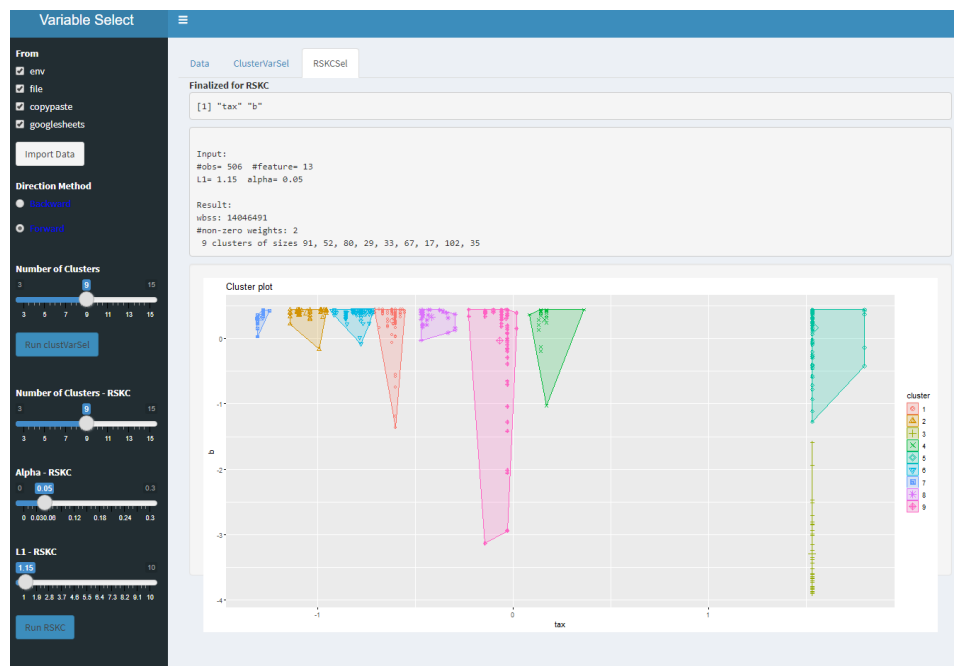 Variable Select
From
env
file
copypaste
googlesheets
Import Data
Direction Method
Backward
Forward
Number of Clusters
3 9 15
3 5 7 9 11 13 15
Run clustVarSel
Number of Clusters - RSKC
3 9 15
3 5 7 9 11 13 15
Alpha - RSKC
0 0.05 0.3
0 0.030.06 0.12 0.18 0.24 0.3
L1 - RSKC
1.15 10
1 1.9 2.8 3.7 4.6 5.5 6.4 7.3 8.2 9.1 10
Run RSKC
Data ClusterVarSel RSKCSel
Finalized for RSKC
[1] "tax" "b"
Input:
#obs= 506 #feature= 13
L1= 1.15 alpha= 0.05
Result:
wbss: 14046491
#non-zero weights: 2
9 clusters of sizes 91, 52, 80, 29, 33, 67, 17, 102, 35
Cluster plot
b
0
-1
-2
-3
-4
-1 0 1
tax
cluster
1
2
3
4
5
6
7
8
9